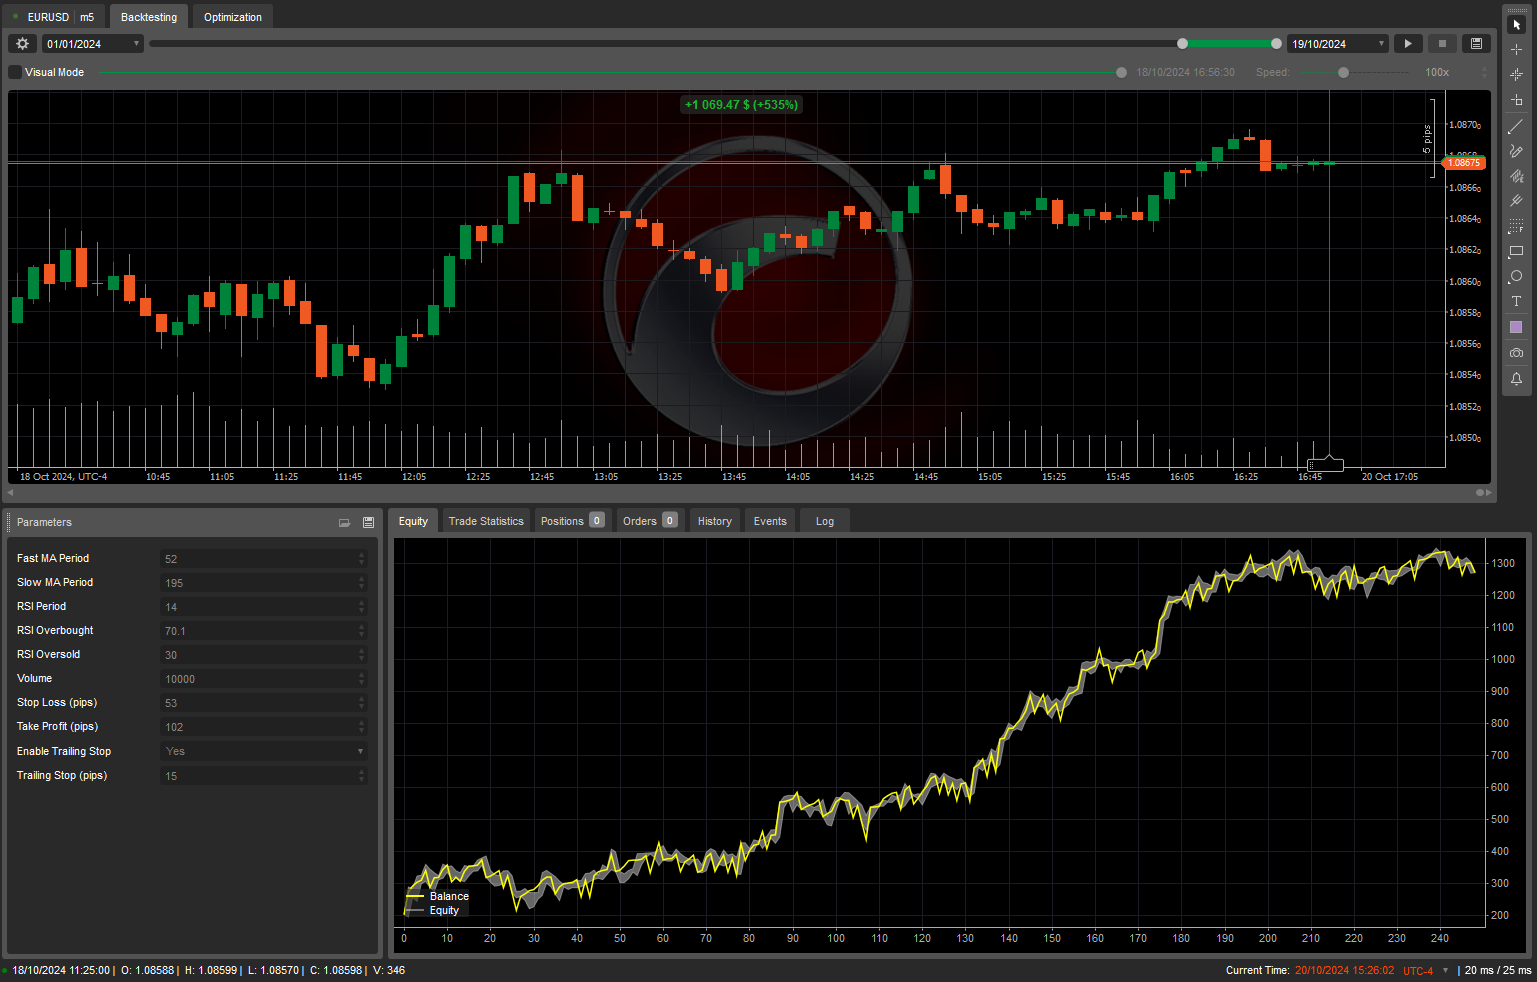 EURUSD m5 Backtesting Optimization
01/01/2024 19/10/2024
Visual Mode 18/10/2024 16:56:30 Speed: 100x
+1 069.47 $ (+535%)
5 pips
1.08700
1.08675
1.08660
1.08640
1.08620
1.08600
1.08580
1.08560
1.08540
1.08520
1.08500
18 Oct 2024, UTC-4 10:45 11:05 11:25 11:45 12:05 12:25 12:45 13:05 13:25 13:45 14:05 14:25 14:45 15:05 15:25 15:45 16:05 16:25 16:45 20 Oct 17:05
T
Parameters
Fast MA Period 52
Slow MA Period 195
RSI Period 14
RSI Overbought 70.1
RSI Oversold 30
Volume 10000
Stop Loss (pips) 53
Take Profit (pips) 102
Enable Trailing Stop Yes
Trailing Stop (pips) 15
Equity Trade Statistics Positions 0 Orders 0 History Events Log
1300
1200
1100
1000
900
800
700
600
500
400
300
200
Balance
Equity
0 10 20 30 40 50 60 70 80 90 100 110 120 130 140 150 160 170 180 190 200 210 220 230 240
18/10/2024 11:25:00 | O: 1.08588 | H: 1.08599 | L: 1.08570 | C: 1.08598 | V: 346
Current Time: 20/10/2024 15:26:02 UTC-4 | 20 ms / 25 ms